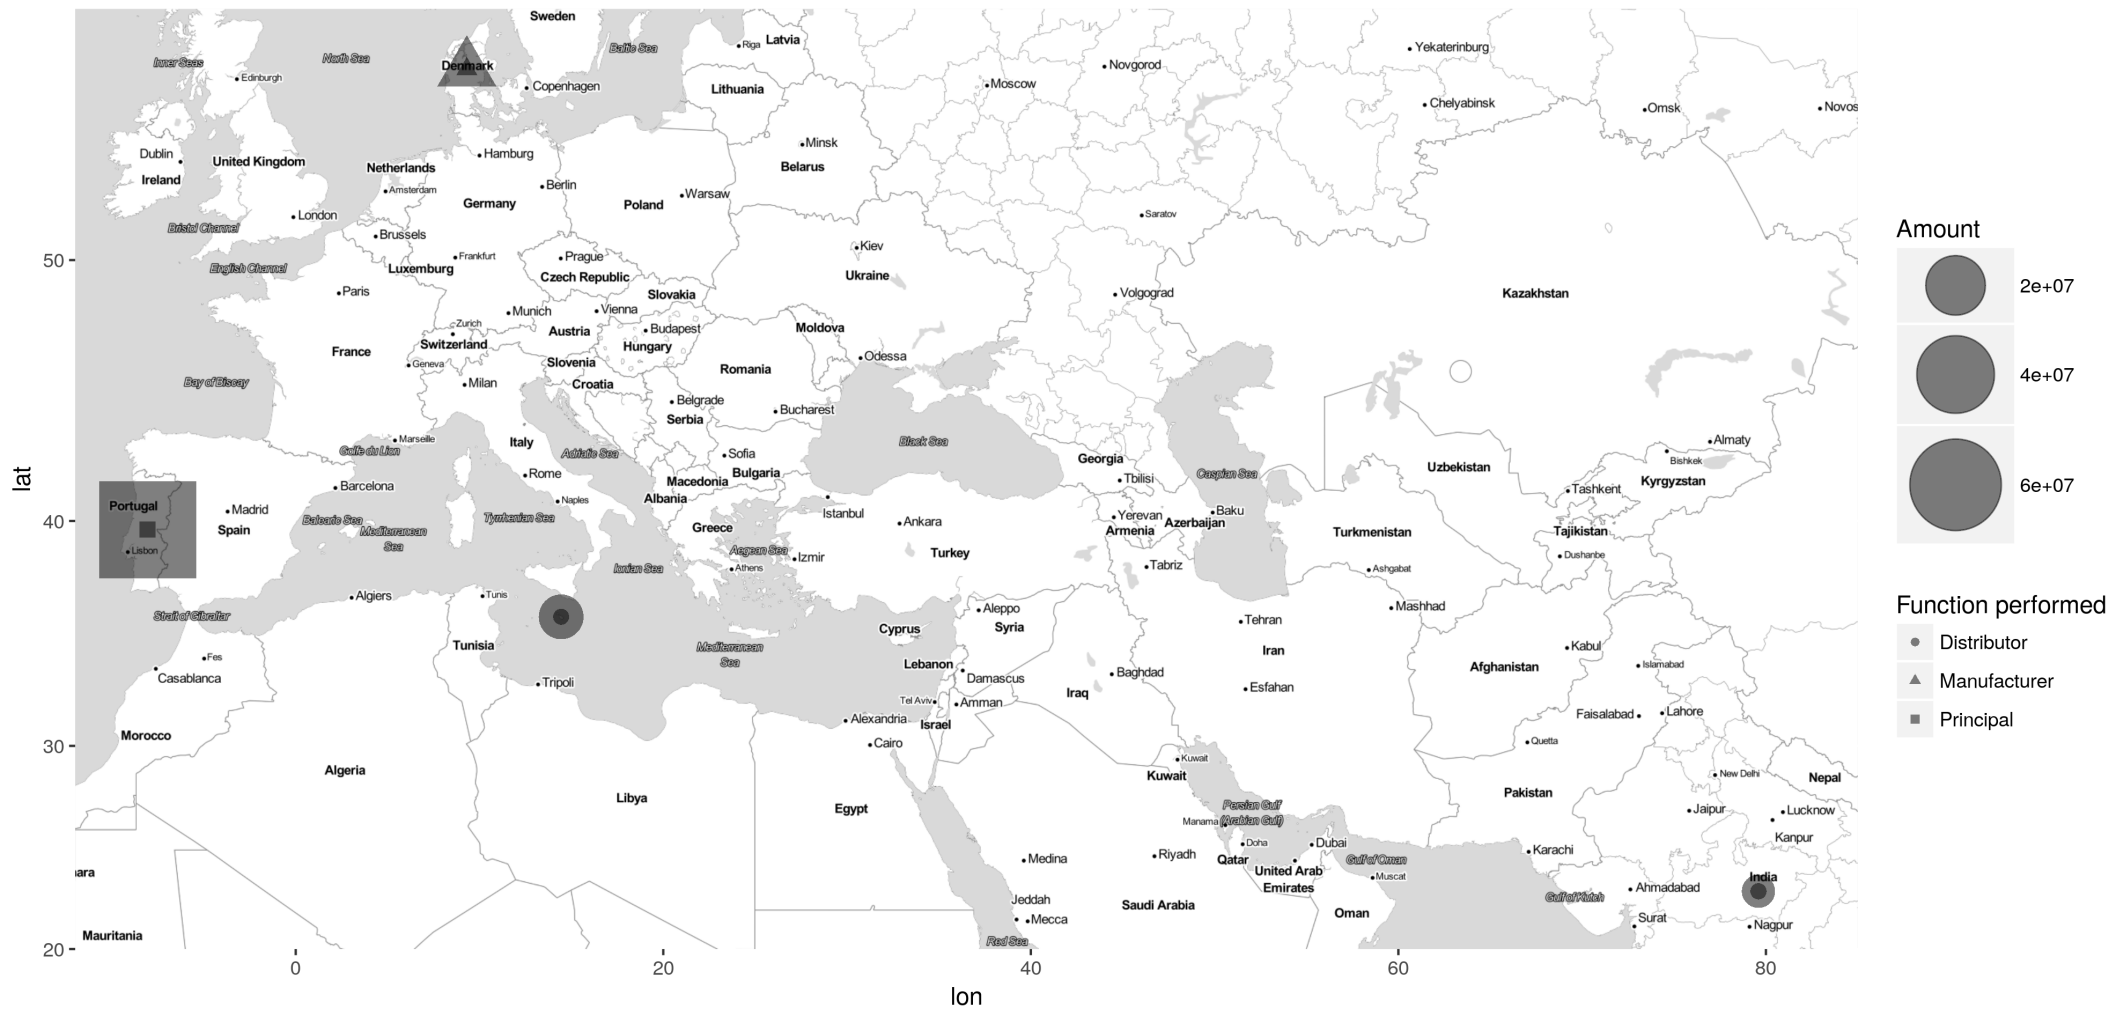 Sweden
Inner Seas
North Sea
Baltic Sea
Riga
Latvia
Edinburgh
Denmark
Copenhagen
Lithuania
Moscow
Novgorod
Yekaterinburg
Chelyabinsk
Omsk
Novos
Dublin
Ireland
United Kingdom
Netherlands
Amsterdam
Hamburg
Berlin
Germany
Poland
Warsaw
Minsk
Belarus
London
Bristol Channel
English Channel
Brussels
Luxemburg
Frankfurt
Prague
Czech Republic
Saratov
Kiev
Ukraine
Paris
Munich
Vienna
Slovakia
Volgograd
Kazakhstan
Zurich
Switzerland
Austria
Budapest
Hungary
Moldova
France
Geneva
Slovenia
Odessa
Bay of Biscay
Milan
Croatia
Romania
Belgrade
Serbia
Bucharest
Marseille
Golfe du Lion
Italy
Adriatic Sea
Sofia
Bulgaria
Black Sea
Georgia
Tbilisi
Caspian Sea
Uzbekistan
Almaty
Bishkek
Kyrgyzstan
Tashkent
Portugal
Lisbon
Madrid
Spain
Barcelona
Balearic Sea
Mediterranean
Sea
Rome
Naples
Tyrrhenian Sea
Macedonia
Albania
Greece
Istanbul
Ankara
Turkey
Aegean Sea
Izmir
Athens
Ionian Sea
Yerevan
Armenia
Azerbaijan
Baku
Turkmenistan
Tajikistan
Dushanbe
Tabriz
Ashgabat
Mashhad
Strait of Gibraltar
Algiers
Tunis
Tunisia
Aleppo
Syria
Cyprus
Tehran
Iran
Kabul
Afghanistan
Islamabad
Fes
Casablanca
Tripoli
Mediterranean
Sea
Lebanon
Damascus
Baghdad
Iraq
Esfahan
Faisalabad
Lahore
Tel Aviv
Amman
Israel
Alexandria
Cairo
Morocco
Algeria
Libya
Egypt
Kuwait
Kuwait
Quetta
New Delhi
Nepal
Pakistan
Persian Gulf
(Arabian Gulf)
Manama
Jaipur
Lucknow
Kanpur
Medina
Riyadh
Doha
Qatar
Dubai
United Arab
Emirates
Gulf of Oman
Muscat
Karachi
ara
India
Ahmadabad
Gulf of Kutch
Jeddah
Mecca
Saudi Arabia
Oman
Surat
Nagpur
Mauritania
Red Sea
50
40
30
20
lat
0
20
40
60
80
lon
Amount
2e+07
4e+07
6e+07
Function performed
Distributor
Manufacturer
Principal